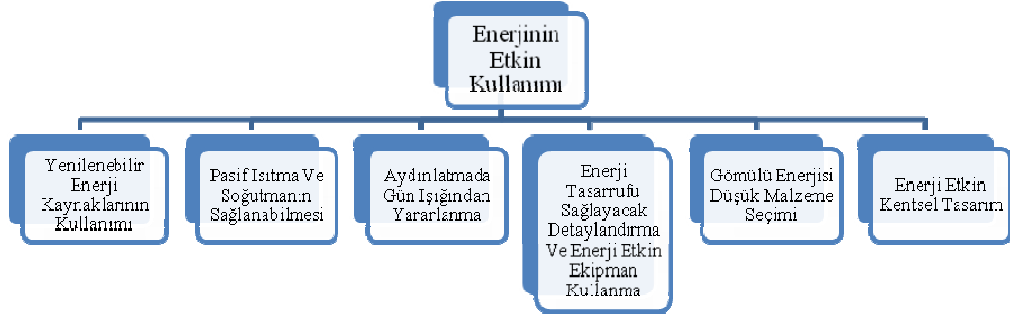 Enerjinin
Etkin
Kullanımı
Yenilenebilir
Enerji
Kaynaklarının
Kullanımı
Pasif Isıtma Ve
Soğutmanın
Sağlanabilmesi
Aydınlatmada
Gün Işığından
Yararlanma
Enerji
Tasarrufu
Sağlayacak
Detaylandırma
Ve Enerji Etkin
Ekipman
Kullanma
Gömülü Enerjisi
Düşük Malzeme
Seçimi
Enerji Etkin
Kentsel Tasarım